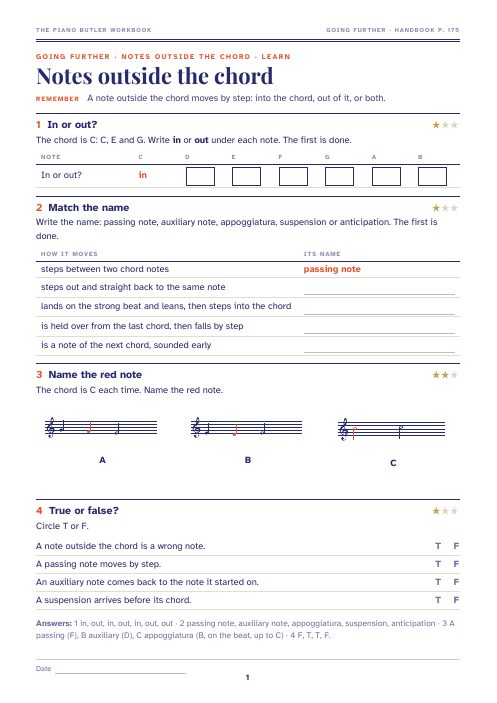 THE PIANO BUTLER WORKBOOK
GOING FURTHER · HANDBOOK P. 175
GOING FURTHER · NOTES OUTSIDE THE CHORD · LEARN
Notes outside the chord
REMEMBER A note outside the chord moves by step: into the chord, out of it, or both.
1 In or out? ★★★
The chord is C: C, E and G. Write in or out under each note. The first is done.
NOTE C D E F G A B
In or out? in
2 Match the name ★★★
Write the name: passing note, auxiliary note, appoggiatura, suspension or anticipation. The first is
done.
HOW IT MOVES ITS NAME
steps between two chord notes passing note
steps out and straight back to the same note
lands on the strong beat and leans, then steps into the chord
is held over from the last chord, then falls by step
is a note of the next chord, sounded early
3 Name the red note ★★★
The chord is C each time. Name the red note.
A B C
4 True or false? ★★★
Circle T or F.
A note outside the chord is a wrong note. T F
A passing note moves by step. T F
An auxiliary note comes back to the note it started on. T F
A suspension arrives before its chord. T F
Answers: 1 in, out, in, out, in, out, out · 2 passing note, auxiliary note, appoggiatura, suspension, anticipation · 3 A
passing (F), B auxiliary (D), C appoggiatura (B, on the beat, up to C) · 4 F, T, T, F.
Date
1